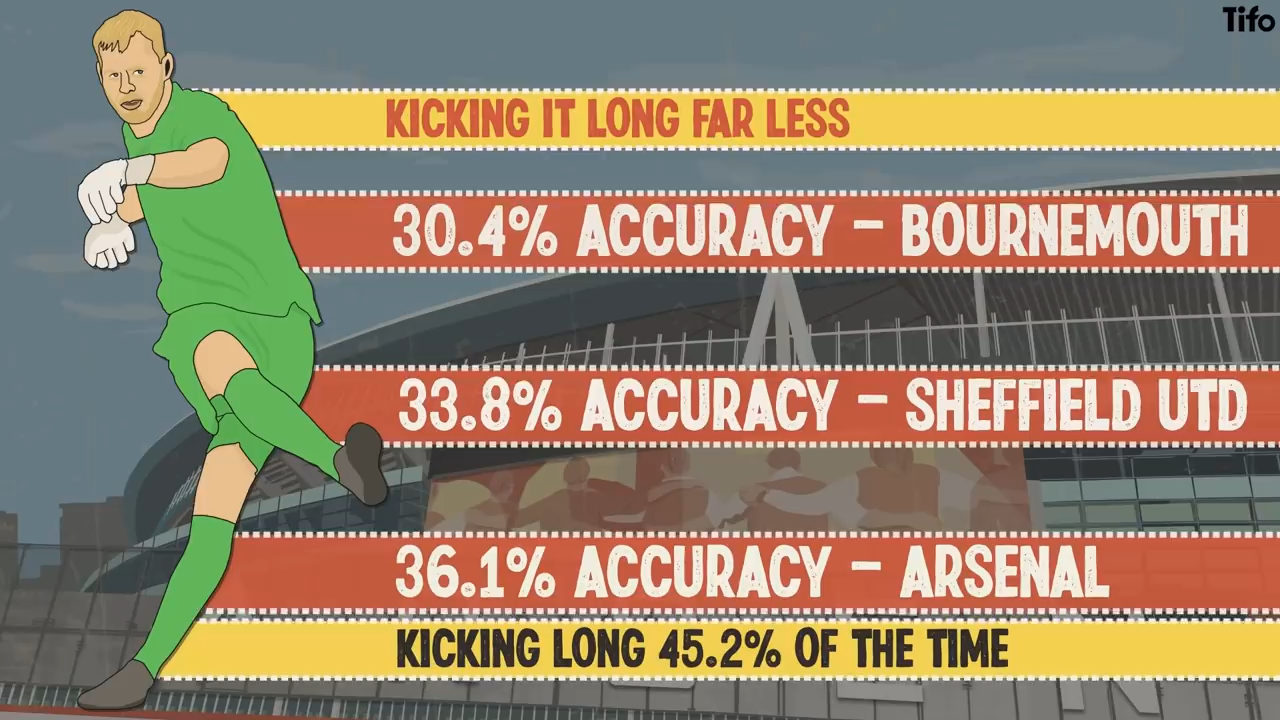 Tifo
KICKING IT LONG FAR LESS
30.4% ACCURACY – BOURNEMOUTH
33.8% ACCURACY – SHEFFIELD UTD
36.1% ACCURACY – ARSENAL
KICKING LONG 45.2% OF THE TIME